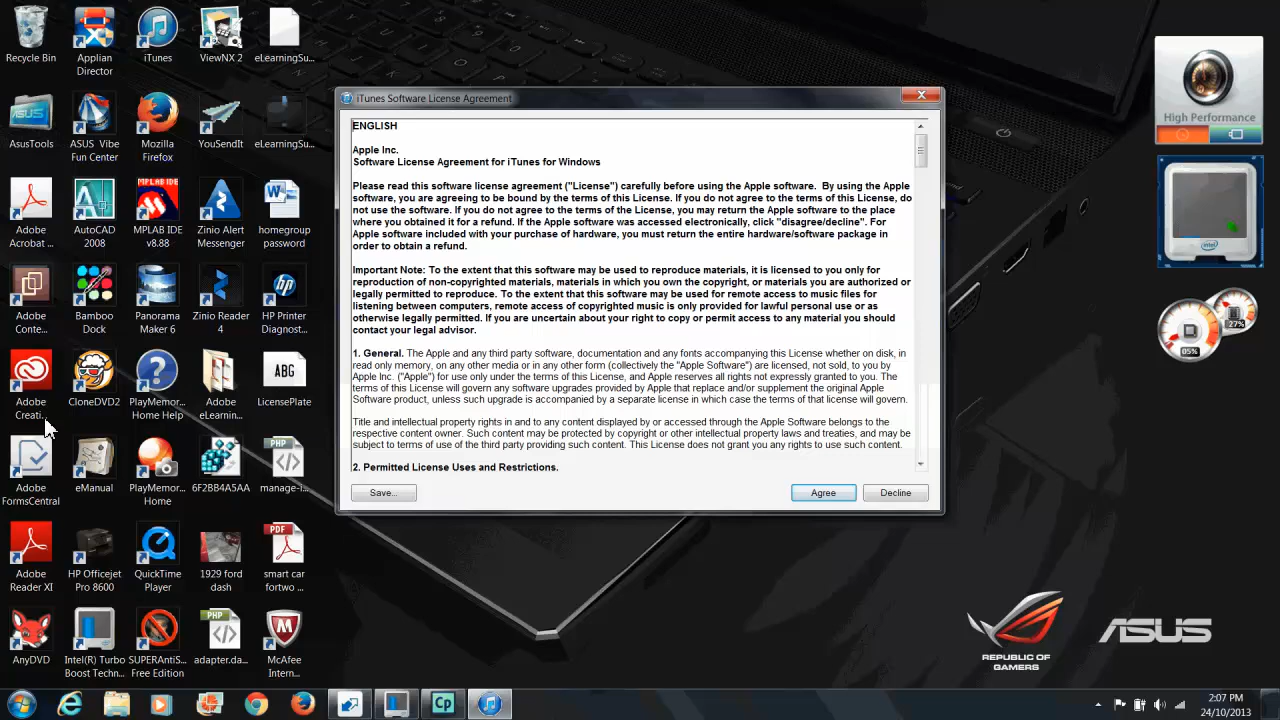 Recycle Bin
Applian
Director
iTunes
ViewNX 2
eLearningSu...
AsusTools
ASUS Vibe
Fun Center
Mozilla
Firefox
YouSendIt
eLearningSu...
MPLAB IDE
Adobe
Acrobat ...
AutoCAD
2008
MPLAB IDE
v8.88
Zinio Alert
Messenger
homegroup
password
Adobe
Conte...
Bamboo
Dock
Panorama
Maker 6
Zinio Reader
4
HP Printer
Diagnost...
ABG
Adobe
Creati...
CloneDVD2
PlayMemor...
Home Help
Adobe
eLearnin...
LicensePlate
PHP
Adobe
FormsCentral
eManual
PlayMemor...
Home
6F2BB4A5AA
manage-i...
PDF
Adobe
Reader XI
HP Officejet
Pro 8600
QuickTime
Player
1929 ford
dash
smart car
fortwo ...
PHP
AnyDVD
Intel(R) Turbo
Boost Techn...
SUPERAntiS...
Free Edition
adapter.da...
McAfee
Intern...
iTunes Software License Agreement
ENGLISH
Apple Inc.
Software License Agreement for iTunes for Windows
Please read this software license agreement ("License") carefully before using the Apple software. By using the Apple
software, you are agreeing to be bound by the terms of this License. If you do not agree to the terms of this License, do
not use the software. If you do not agree to the terms of the License, you may return the Apple software to the place
where you obtained it for a refund. If the Apple software was accessed electronically, click "disagree/decline". For
Apple software included with your purchase of hardware, you must return the entire hardware/software package in
order to obtain a refund.
Important Note: To the extent that this software may be used to reproduce materials, it is licensed to you only for
reproduction of non-copyrighted materials, materials in which you own the copyright, or materials you are authorized or
legally permitted to reproduce. To the extent that this software may be used for remote access to music files for
listening between computers, remote access of copyrighted music is only provided for lawful personal use or as
otherwise legally permitted. If you are uncertain about your right to copy or permit access to any material you should
contact your legal advisor.
1. General. The Apple and any third party software, documentation and any fonts accompanying this License whether on disk, in
read only memory, on any other media or in any other form (collectively the "Apple Software") are licensed, not sold, to you by
Apple Inc. ("Apple") for use only under the terms of this License, and Apple reserves all rights not expressly granted to you. The
terms of this License will govern any software upgrades provided by Apple that replace and/or supplement the original Apple
Software product, unless such upgrade is accompanied by a separate license in which case the terms of that license will govern.
Title and intellectual property rights in and to any content displayed by or accessed through the Apple Software belongs to the
respective content owner. Such content may be protected by copyright or other intellectual property laws and treaties, and may be
subject to terms of use of the third party providing such content. This License does not grant you any rights to use such content.
2. Permitted License Uses and Restrictions.
Save...
Agree
Decline
High Performance
intel
27%
05%
REPUBLIC OF
GAMERS
ASUS
Cp
2:07 PM
24/10/2013